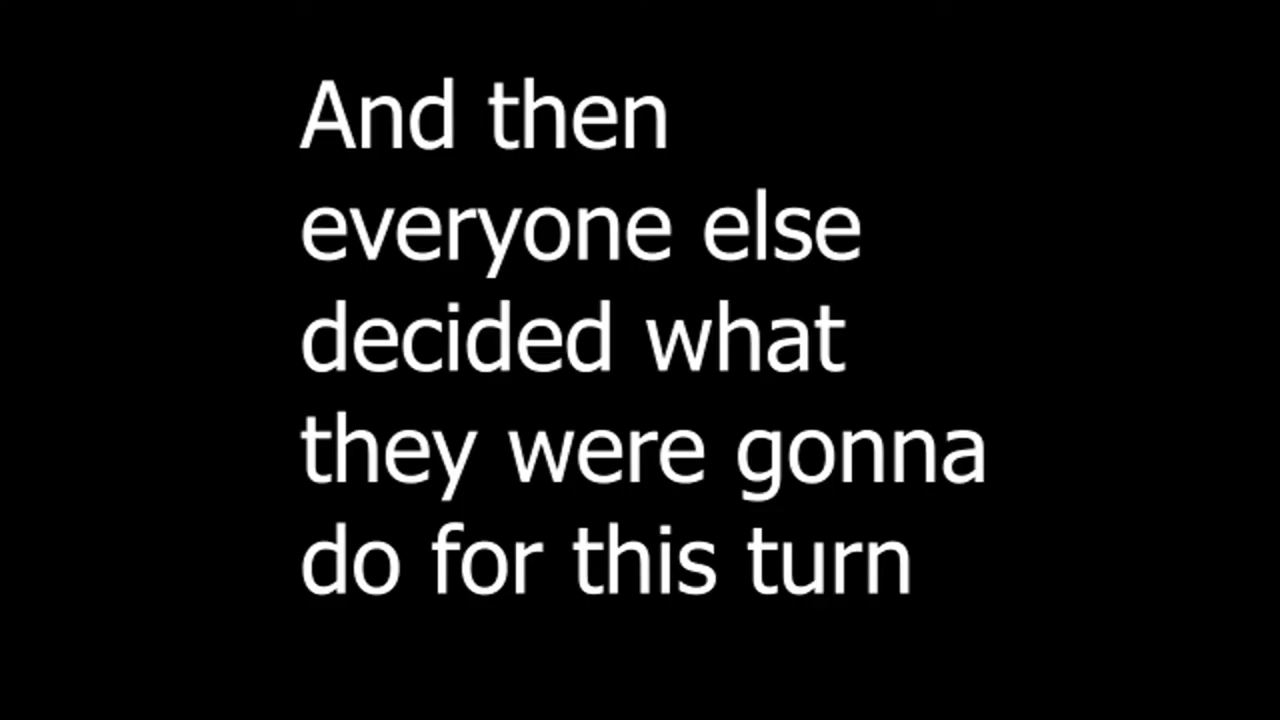 And then
everyone else
decided what
they were gonna
do for this turn